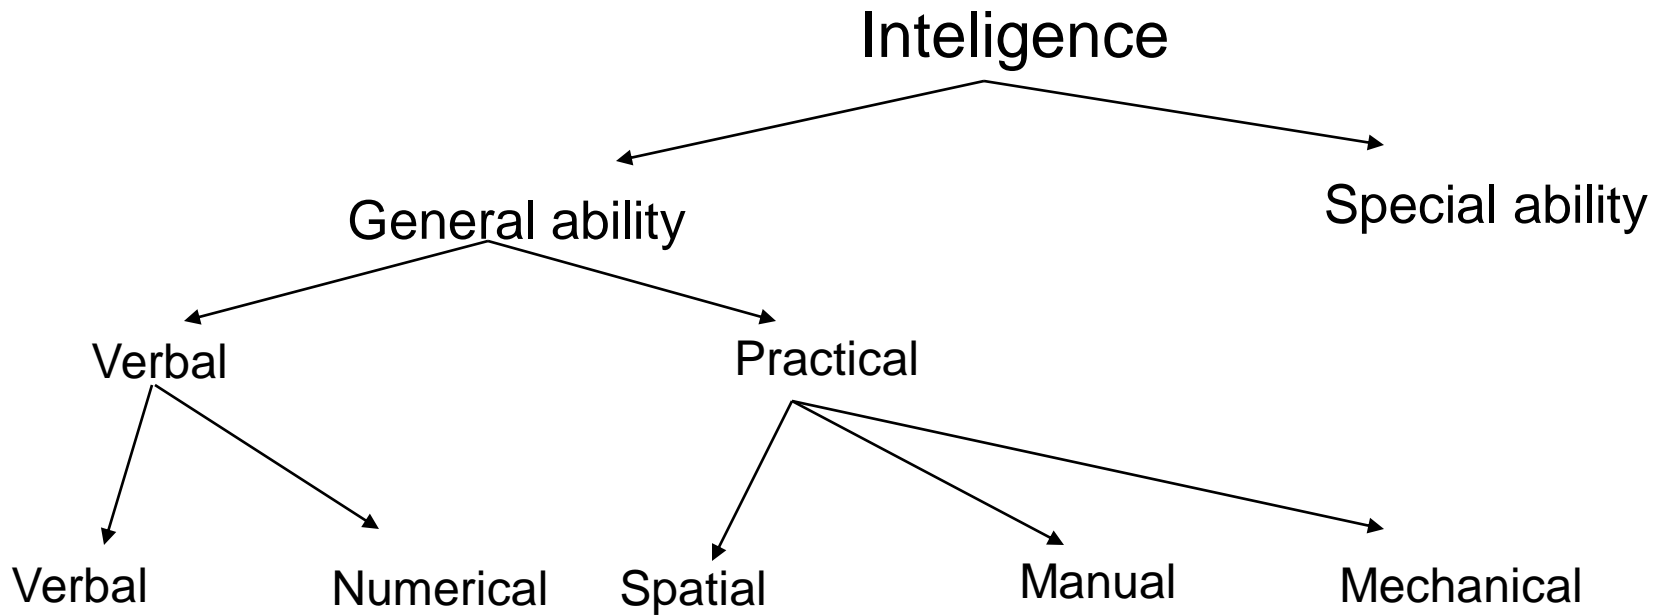 Inteligence
General ability
Special ability
Verbal
Practical
Verbal
Numerical
Spatial
Manual
Mechanical